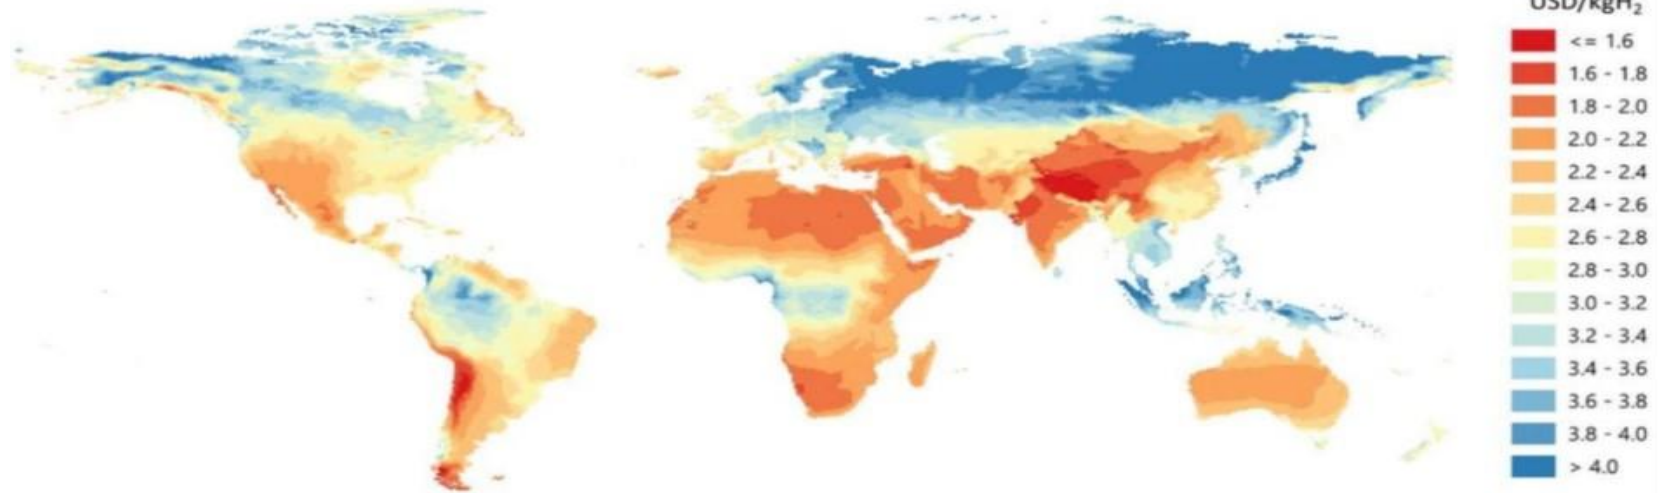 USD/kgH₂
<= 1.6
1.6 - 1.8
1.8 - 2.0
2.0 - 2.2
2.2 - 2.4
2.4 - 2.6
2.6 - 2.8
2.8 - 3.0
3.0 - 3.2
3.2 - 3.4
3.4 - 3.6
3.6 - 3.8
3.8 - 4.0
> 4.0